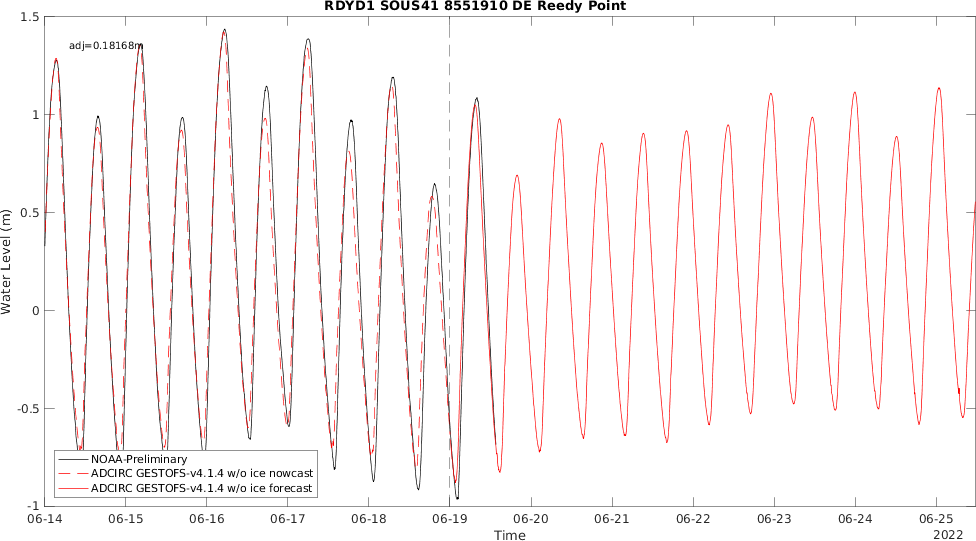 RDYD1 SOUS41 8551910 DE Reedy Point
adj=0.18168m
1.5
1
0.5
0
-0.5
-1
Water Level (m)
NOAA-Preliminary
ADCIRC GESTOFS-v4.1.4 w/o ice nowcast
ADCIRC GESTOFS-v4.1.4 w/o ice forecast
06-14 06-15 06-16 06-17 06-18 06-19 06-20 06-21 06-22 06-23 06-24 06-25
Time
2022